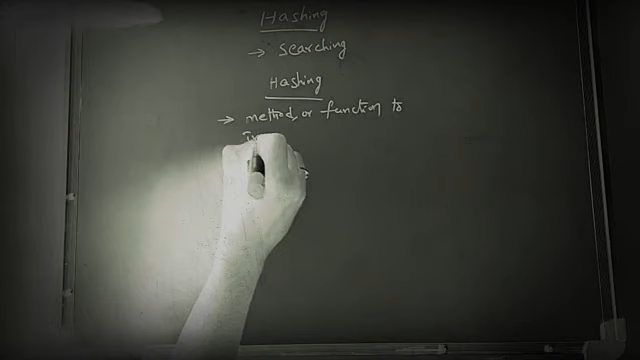 Hashing
→ Searching
Hashing
→ method, or function to